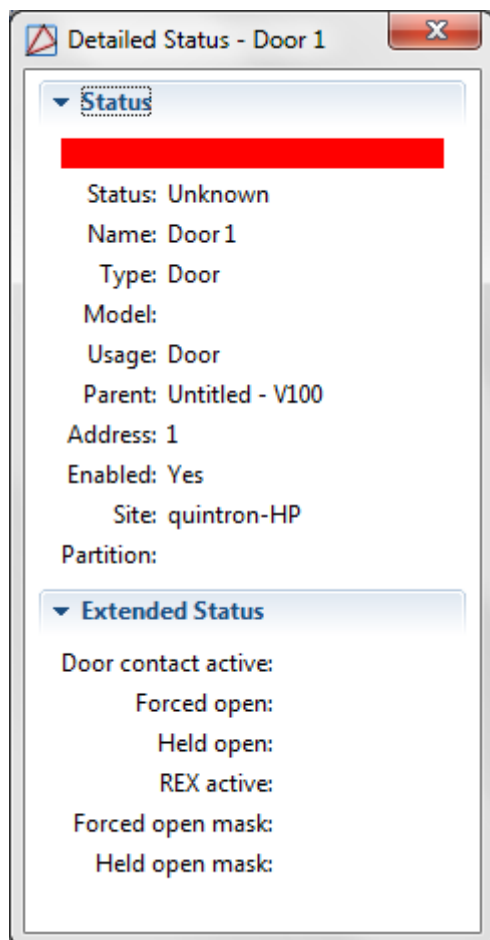 Detailed Status - Door 1
Status
Status: Unknown
Name: Door 1
Type: Door
Model:
Usage: Door
Parent: Untitled - V100
Address: 1
Enabled: Yes
Site: quintron-HP
Partition:
Extended Status
Door contact active:
Forced open:
Held open:
REX active:
Forced open mask:
Held open mask: